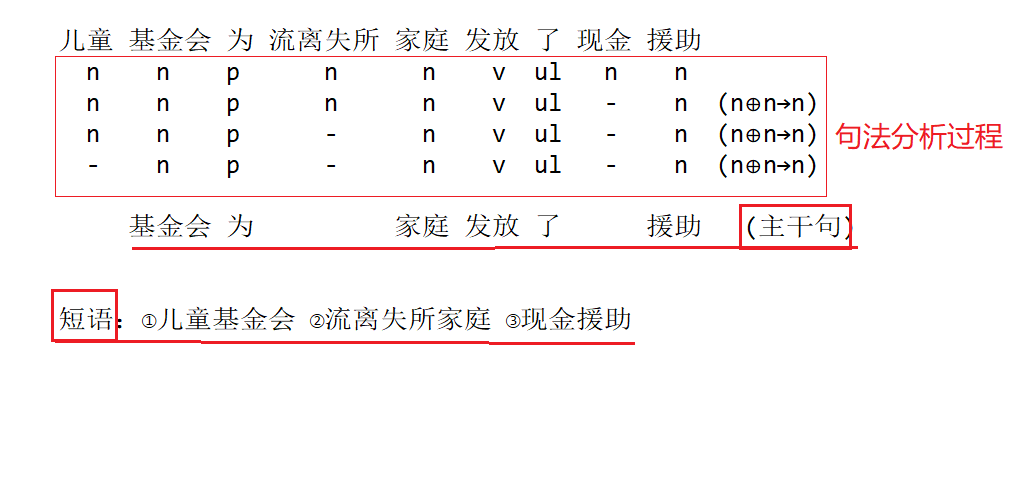 儿童 基金会 为 流离失所 家庭 发放 了 现金 援助
n n p n n v ul n n
n n p n n v ul - n (n⊕n→n)
n n p - n v ul - n (n⊕n→n)
- n p - n v ul - n (n⊕n→n)
句法分析过程
基金会 为 家庭 发放 了 援助 (主干句)
短语: ①儿童基金会 ②流离失所家庭 ③现金援助